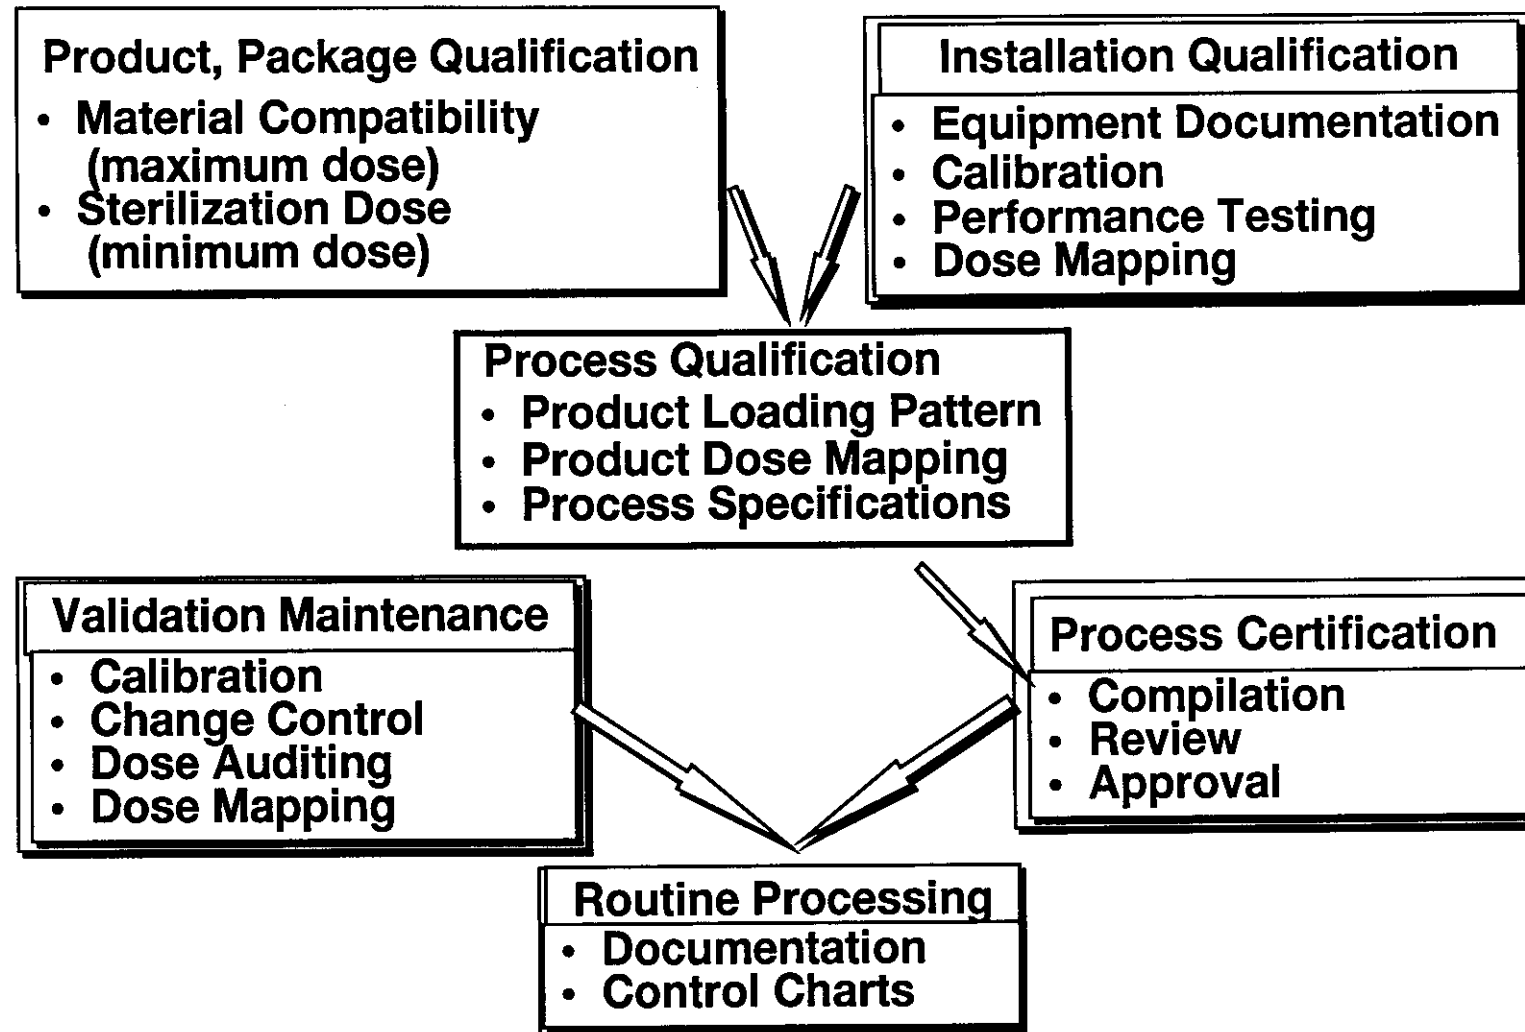 Product, Package Qualification
• Material Compatibility
(maximum dose)
• Sterilization Dose
(minimum dose)
Installation Qualification
• Equipment Documentation
• Calibration
• Performance Testing
• Dose Mapping
Process Qualification
• Product Loading Pattern
• Product Dose Mapping
• Process Specifications
Validation Maintenance
• Calibration
• Change Control
• Dose Auditing
• Dose Mapping
Process Certification
• Compilation
• Review
• Approval
Routine Processing
• Documentation
• Control Charts